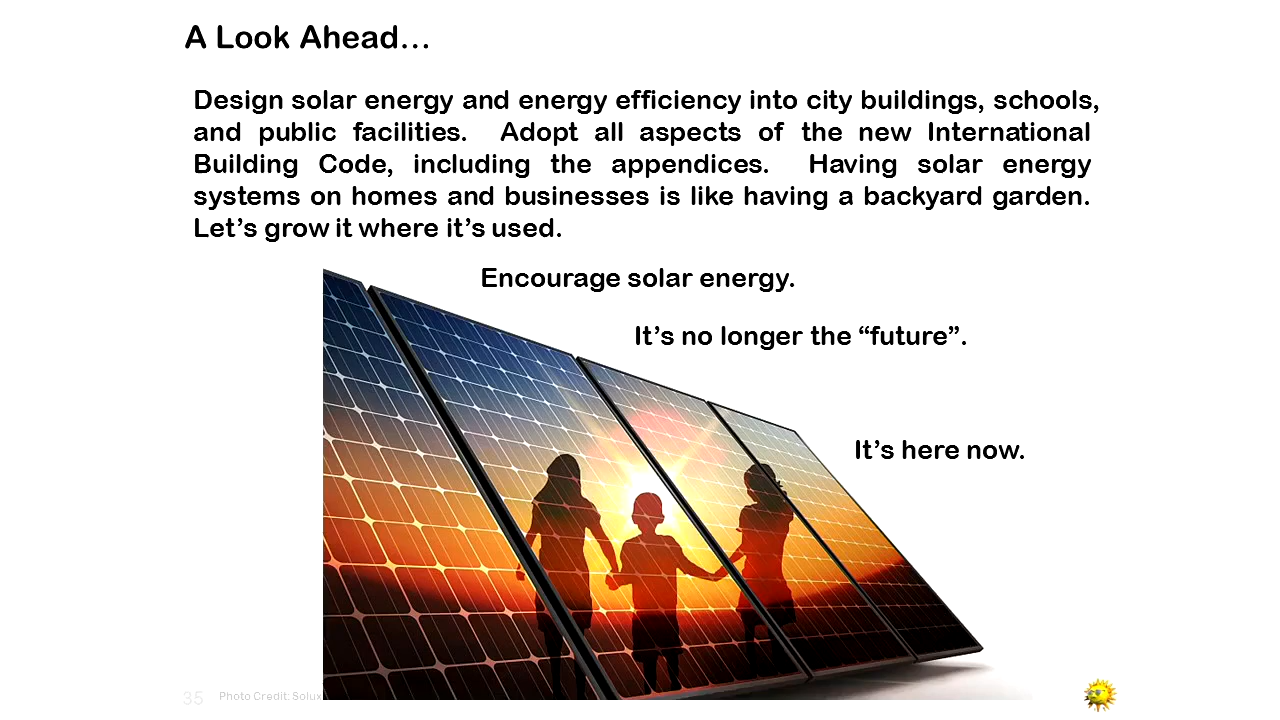 A Look Ahead…
Design solar energy and energy efficiency into city buildings, schools,
and public facilities. Adopt all aspects of the new International
Building Code, including the appendices. Having solar energy
systems on homes and businesses is like having a backyard garden.
Let’s grow it where it’s used.
Encourage solar energy.
It’s no longer the “future”.
It’s here now.
35
Photo Credit: Solux